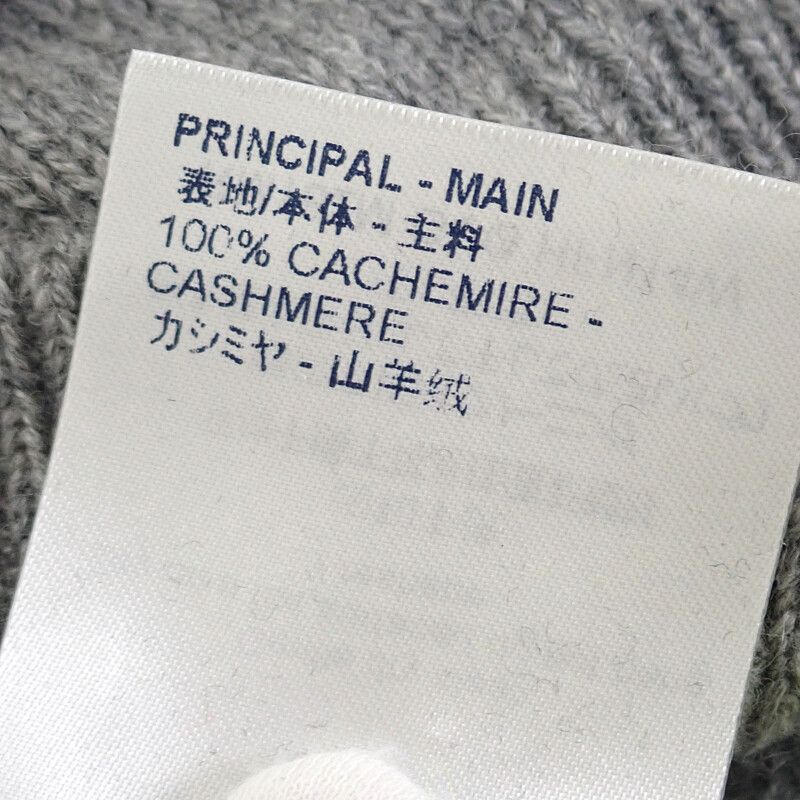 PRINCIPAL - MAIN
表地/本体 - 主料
100% CACHEMIRE -
CASHMERE
カシミヤ - 山羊绒